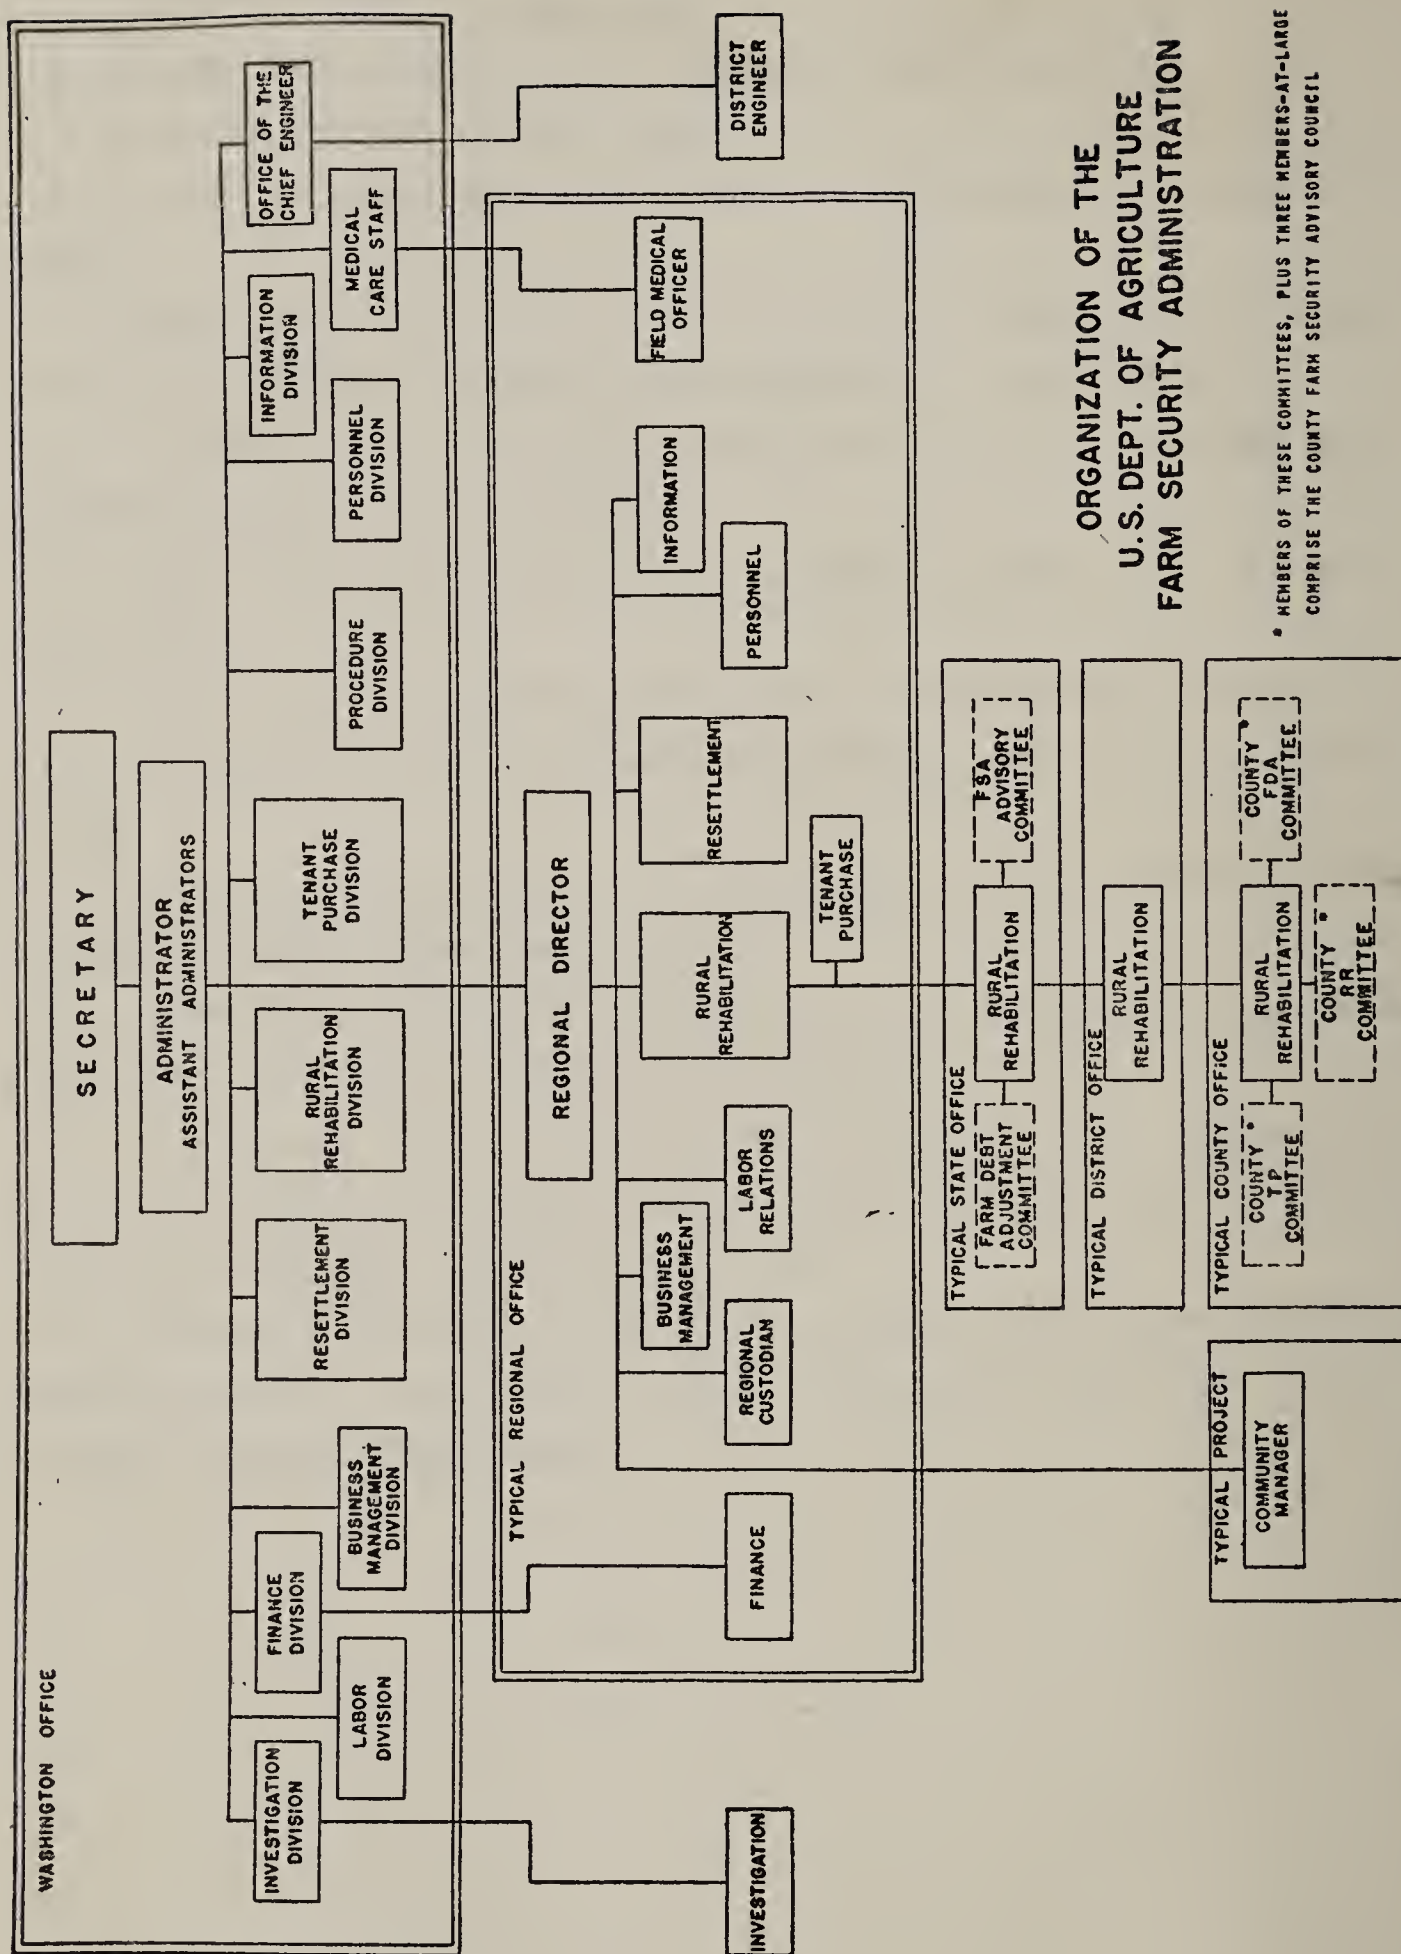 WASHINGTON OFFICE
SECRETARY
ADMINISTRATOR
ASSISTANT ADMINISTRATORS
INVESTIGATION
DIVISION
LABOR
DIVISION
FINANCE
DIVISION
BUSINESS
MANAGEMENT
DIVISION
RESETTLEMENT
DIVISION
RURAL
REHABILITATION
DIVISION
TENANT
PURCHASE
DIVISION
PROCEDURE
DIVISION
PERSONNEL
DIVISION
INFORMATION
DIVISION
MEDICAL
CARE STAFF
OFFICE OF THE
CHIEF ENGINEER
TYPICAL REGIONAL OFFICE
REGIONAL DIRECTOR
INVESTIGATION
FINANCE
REGIONAL
CUSTODIAN
BUSINESS
MANAGEMENT
LABOR
RELATIONS
RURAL
REHABILITATION
TENANT
PURCHASE
RESETTLEMENT
PERSONNEL
INFORMATION
FIELD MEDICAL
OFFICER
DISTRICT
ENGINEER
TYPICAL STATE OFFICE
FARM DEBT
ADJUSTMENT
COMMITTEE
RURAL
REHABILITATION
FSA
ADVISORY
COMMITTEE
TYPICAL DISTRICT OFFICE
RURAL
REHABILITATION
TYPICAL COUNTY OFFICE
COUNTY *
TP
COMMITTEE
RURAL
REHABILITATION
COUNTY *
FDA
COMMITTEE
COUNTY *
RR
COMMITTEE
TYPICAL PROJECT
COMMUNITY
MANAGER
ORGANIZATION OF THE
U.S. DEPT. OF AGRICULTURE
FARM SECURITY ADMINISTRATION
* MEMBERS OF THESE COMMITTEES, PLUS THREE MEMBERS-AT-LARGE
COMPRISE THE COUNTY FARM SECURITY ADVISORY COUNCIL